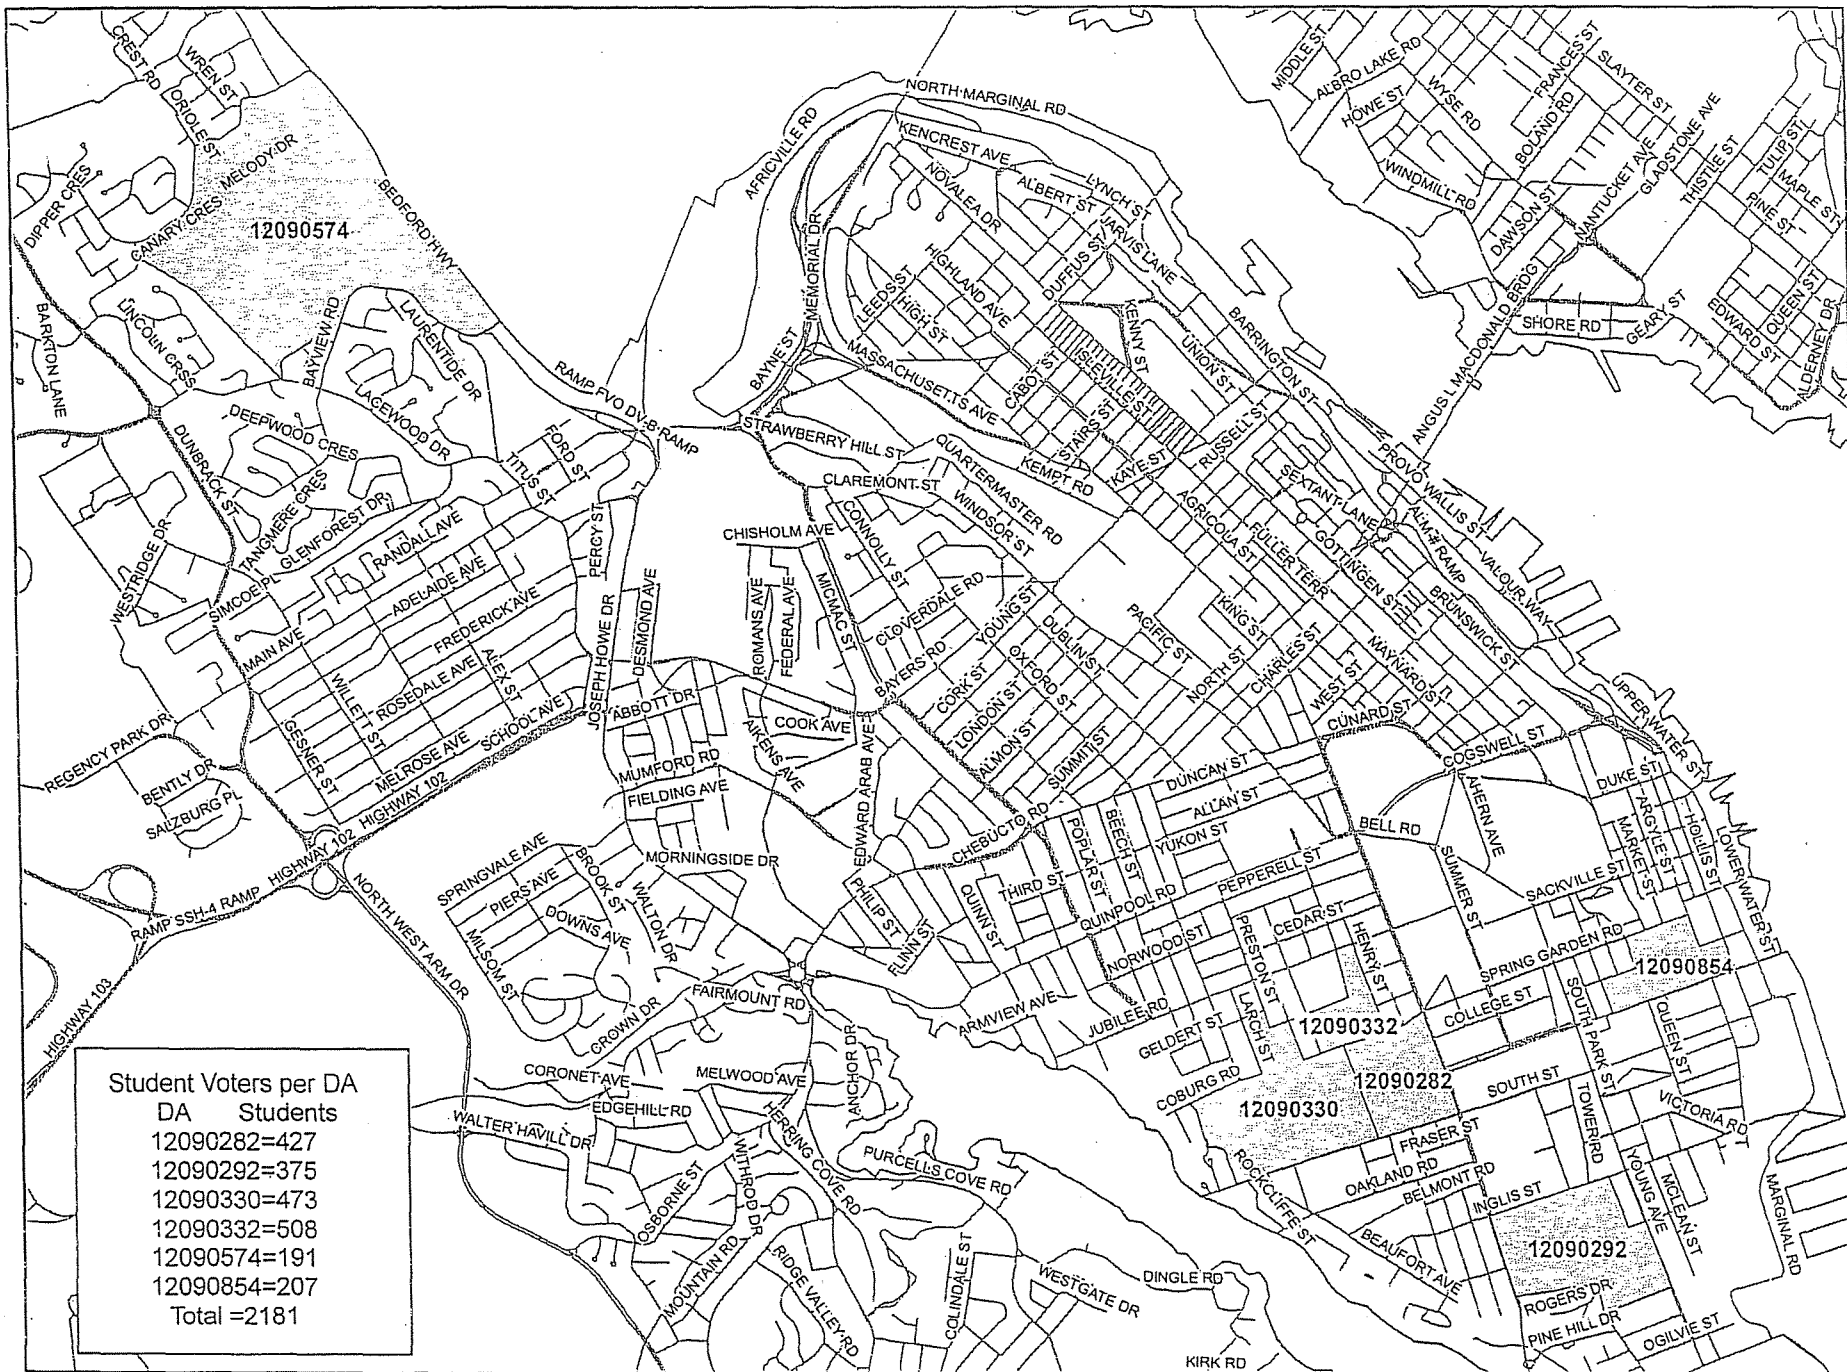 CREST RD
WREN ST
ORIOLE ST
MELODY DR
CANARY CRES
DIPPER CRES
12090574
BEDFORD HWY
BARKTON LANE
LINCOLN CRSS
BAYVIEW RD
LAURENTIDE DR
LACEWOOD DR
DEEPWOOD CRES
DUNBRACK ST
TANGMERE CRES
GLENFOREST DR
TITUS ST
FORD ST
WESTRIDGE DR
SIMCOE PL
RANDALL AVE
ADELAIDE AVE
FREDERICK AVE
MAIN AVE
PERCY ST
DESMOND AVE
JOSEPH HOWE DR
ROSEDALE AVE
ALEX ST
WILLETT ST
GESNER ST
MELROSE AVE
SCHOOL AVE
REGENCY PARK DR
BENTLY DR
SALZBURG PL
HIGHWAY 102
HIGHWAY 102
RAMP SSH-4 RAMP
HIGHWAY 103
NORTH WEST ARM DR
AFRICVILLE RD
NORTH MARGINAL RD
KENCREST AVE
NOVALEA DR
ALBERT ST
LYNCH ST
JARVIS LANE
DUFFUS ST
HIGHLAND AVE
MEMORIAL DR
LEEDS ST
HIGH ST
BAYNE ST
MASSACHUSETTS AVE
CABOT ST
ISLEVILLE ST
KENNY ST
UNION ST
BARRINGTON ST
STAIRS ST
RUSSELL ST
KAYE ST
KEMPT RD
STRAWBERRY HILL ST
QUARTERMASTER RD
CLAREMONT ST
WINDSOR ST
CHISHOLM AVE
CONNOLLY ST
MICMAC ST
ROMANS AVE
FEDERAL AVE
CLOVERDALE RD
YOUNG ST
DUBLIN ST
BAYERS RD
CORK ST
OXFORD ST
LONDON ST
ALMON ST
SUMMIT ST
PACIFIC ST
NORTH ST
AGRICOLA ST
FULLER TERR
SEXTANT LANE
GOTTINGEN ST
PROVO WALLIS ST
VALOUR WAY
BRUNSWICK ST
KING ST
CHARLES ST
MAYNARD ST
WEST ST
CUNARD ST
COGSWELL ST
UPPER WATER ST
MIDDLE ST
ALBRO LAKE RD
HOWE ST
WYSE RD
BOLAND RD
FRANCES ST
SLAYTER ST
WINDMILL RD
DAWSON ST
NANTUCKET AVE
GLADSTONE AVE
THISTLE ST
TULIP ST
MAPLE ST
PINE ST
QUEEN ST
EDWARD ST
ALDERNEY DR
GEARY ST
SHORE RD
ANGUS L MACDONALD BRDG
ABBOTT DR
COOK AVE
AIKENS AVE
EDWARD ARAB AVE
MUMFORD RD
FIELDING AVE
MORNINGSIDE DR
CHEBUCTO RD
DUNCAN ST
ALLAN ST
BEECH ST
POPLAR ST
YUKON ST
THIRD ST
QUINPOOL RD
PEPPERELL ST
BELL RD
AHERN AVE
SUMMER ST
DUKE ST
ARGYLE ST
MARKET ST
HOLLIS ST
LOWER WATER ST
SACKVILLE ST
SPRING GARDEN RD
12090854
COLLEGE ST
SOUTH PARK ST
QUEEN ST
SPRINGVALE AVE
PIERS AVE
BROOK ST
DOWNS AVE
WALTON DR
MILSOM ST
FAIRMOUNT RD
CROWN DR
PHILIP ST
FLINN ST
QUINN ST
NORWOOD ST
PRESTON ST
CEDAR ST
HENRY ST
ARMVIEW AVE
JUBILEE RD
GELDERT ST
LARCH ST
COBURG RD
12090332
12090282
12090330
SOUTH ST
TOWER RD
VICTORIA RD
FRASER ST
OAKLAND RD
BELMONT RD
INGLIS ST
YOUNG AVE
MCLEAN ST
MARGINAL RD
ROCKCLIFFE ST
BEAUFORT AVE
12090292
ROGERS DR
PINE HILL DR
OGILVIE ST
CORONET AVE
MELWOOD AVE
ANCHOR DR
EDGEHILL RD
WALTER HAVILL DR
HERRING COVE RD
WITHROD DR
OSBORNE ST
PURCELLS COVE RD
MOUNTAIN RD
RIDGE VALLEY RD
COLINDALE ST
WESTGATE DR
DINGLE RD
KIRK RD
Student Voters per DA
DA Students
12090282=427
12090292=375
12090330=473
12090332=508
12090574=191
12090854=207
Total =2181